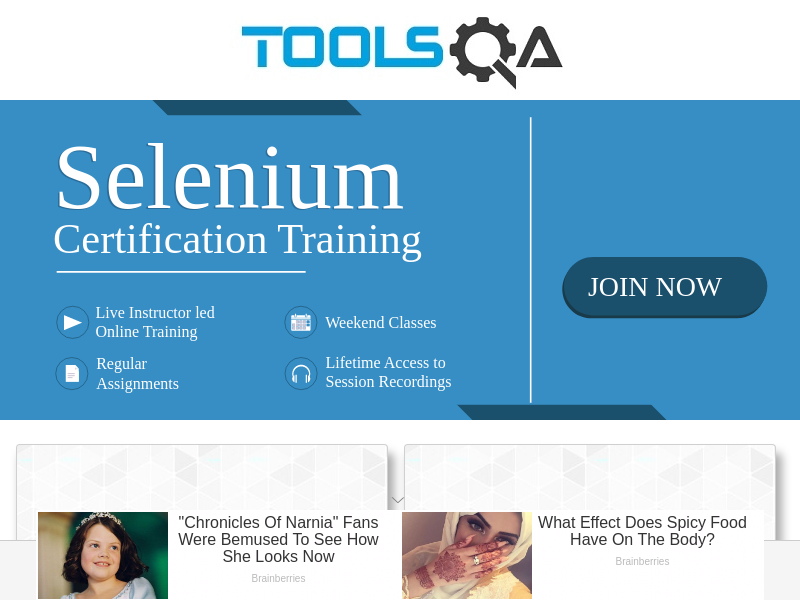 TOOLSQA
Selenium
Certification Training
Live Instructor led
Online Training
Weekend Classes
Regular
Assignments
Lifetime Access to
Session Recordings
JOIN NOW
"Chronicles Of Narnia" Fans
Were Bemused To See How
She Looks Now
Brainberries
What Effect Does Spicy Food
Have On The Body?
Brainberries